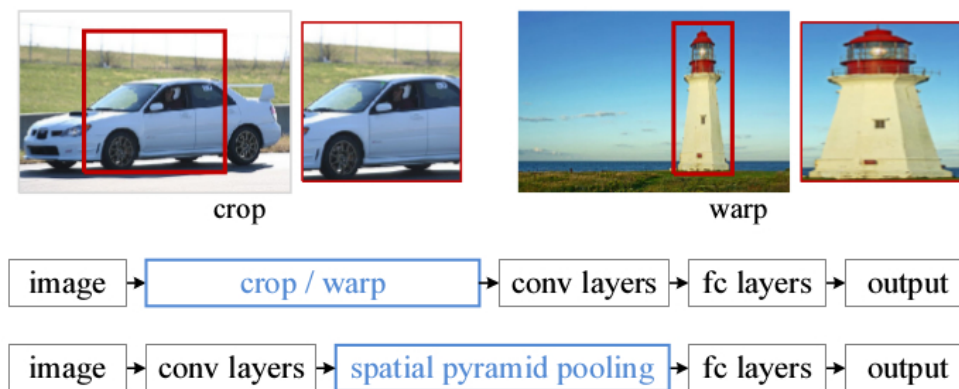 crop
warp
image crop / warp conv layers fc layers output
image conv layers spatial pyramid pooling fc layers output